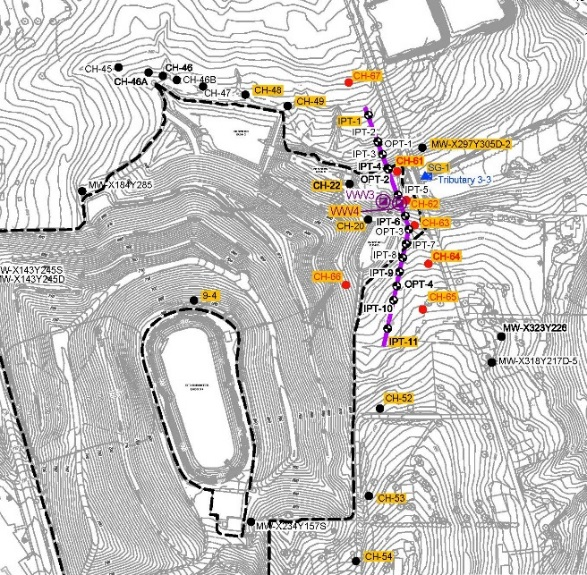 CH-45
CH-46
CH-46A
CH-46B
CH-47
CH-48
CH-49
CH-67
IPT-1
IPT-2
OPT-1
MW-X297Y305D-2
IPT-3
CH-61
IPT-4
SG-1
OPT-2
Tributary 3-3
CH-22
MW-X184Y285
WW3
IPT-5
CH-62
WW4
IPT-6
CH-63
CH-20
OPT-3
IPT-7
IPT-8
CH-64
W-X143Y245S
MW-X143Y245D
IPT-9
CH-66
OPT-4
9-4
IPT-10
CH-65
MW-X323Y226
IPT-11
MW-X318Y217D-5
CH-52
CH-53
MW-X234Y157S
CH-54